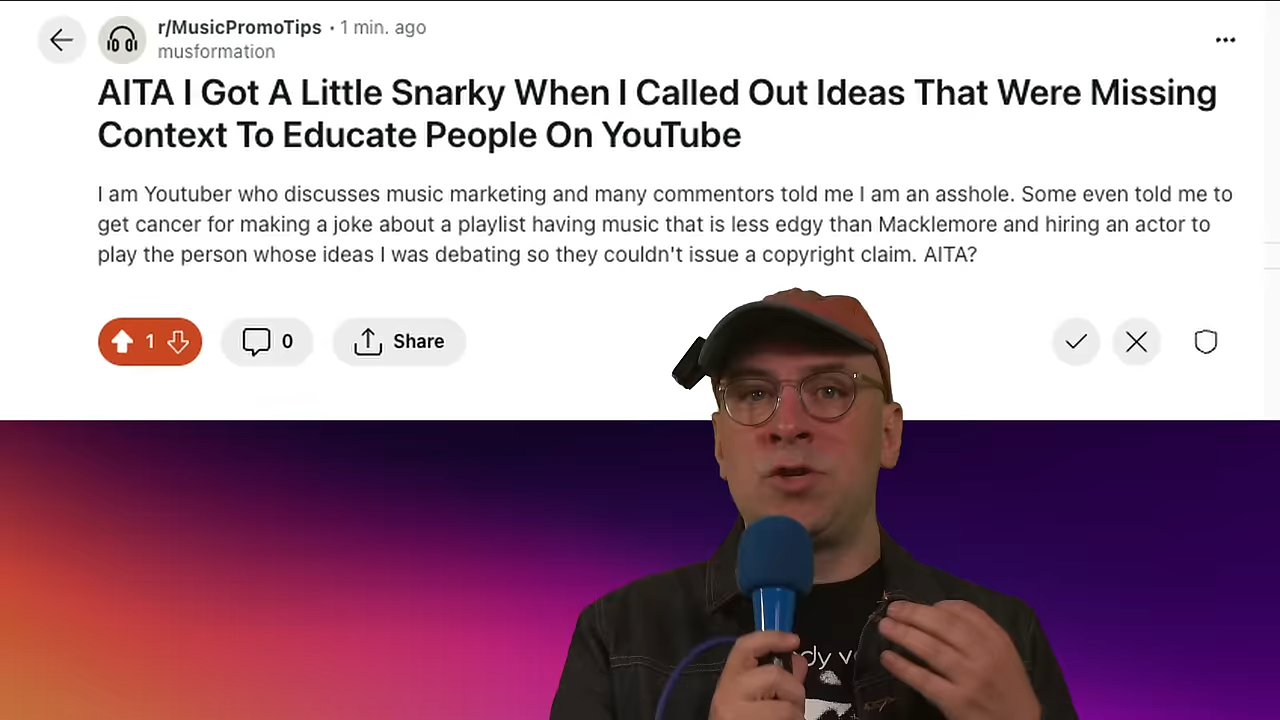 r/MusicPromoTips • 1 min. ago
musformation
AITA I Got A Little Snarky When I Called Out Ideas That Were Missing
Context To Educate People On YouTube
I am Youtuber who discusses music marketing and many commentors told me I am an asshole. Some even told me to
get cancer for making a joke about a playlist having music that is less edgy than Macklemore and hiring an actor to
play the person whose ideas I was debating so they couldn't issue a copyright claim. AITA?
1
0
Share